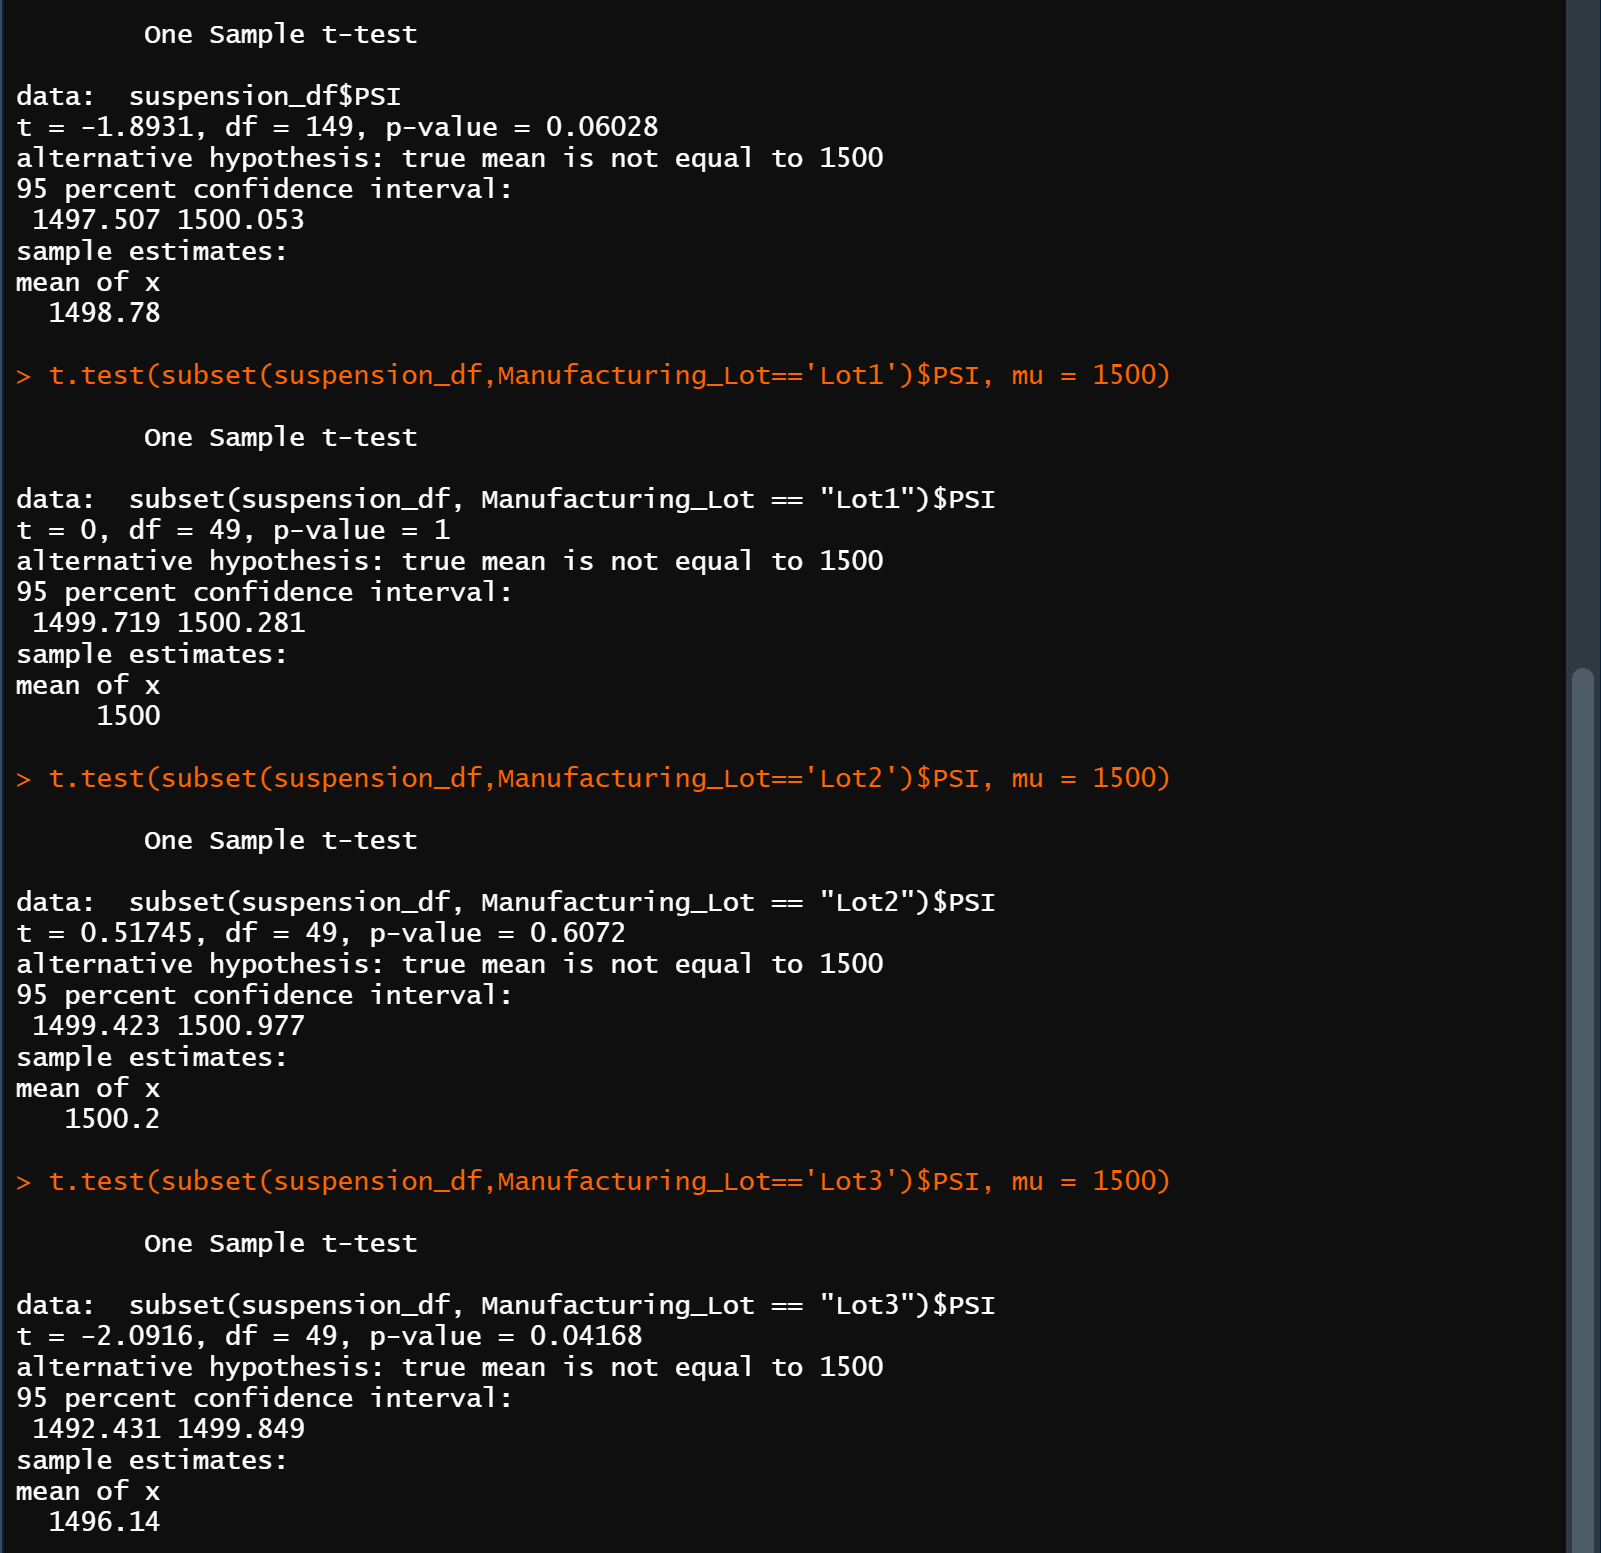 One Sample t-test
data:  suspension_df$PSI
t = -1.8931, df = 149, p-value = 0.06028
alternative hypothesis: true mean is not equal to 1500
95 percent confidence interval:
 1497.507 1500.053
sample estimates:
mean of x
  1498.78
> t.test(subset(suspension_df,Manufacturing_Lot=='Lot1')$PSI, mu = 1500)
One Sample t-test
data:  subset(suspension_df, Manufacturing_Lot == "Lot1")$PSI
t = 0, df = 49, p-value = 1
alternative hypothesis: true mean is not equal to 1500
95 percent confidence interval:
 1499.719 1500.281
sample estimates:
mean of x
     1500
> t.test(subset(suspension_df,Manufacturing_Lot=='Lot2')$PSI, mu = 1500)
One Sample t-test
data:  subset(suspension_df, Manufacturing_Lot == "Lot2")$PSI
t = 0.51745, df = 49, p-value = 0.6072
alternative hypothesis: true mean is not equal to 1500
95 percent confidence interval:
 1499.423 1500.977
sample estimates:
mean of x
   1500.2
> t.test(subset(suspension_df,Manufacturing_Lot=='Lot3')$PSI, mu = 1500)
One Sample t-test
data:  subset(suspension_df, Manufacturing_Lot == "Lot3")$PSI
t = -2.0916, df = 49, p-value = 0.04168
alternative hypothesis: true mean is not equal to 1500
95 percent confidence interval:
 1492.431 1499.849
sample estimates:
mean of x
  1496.14